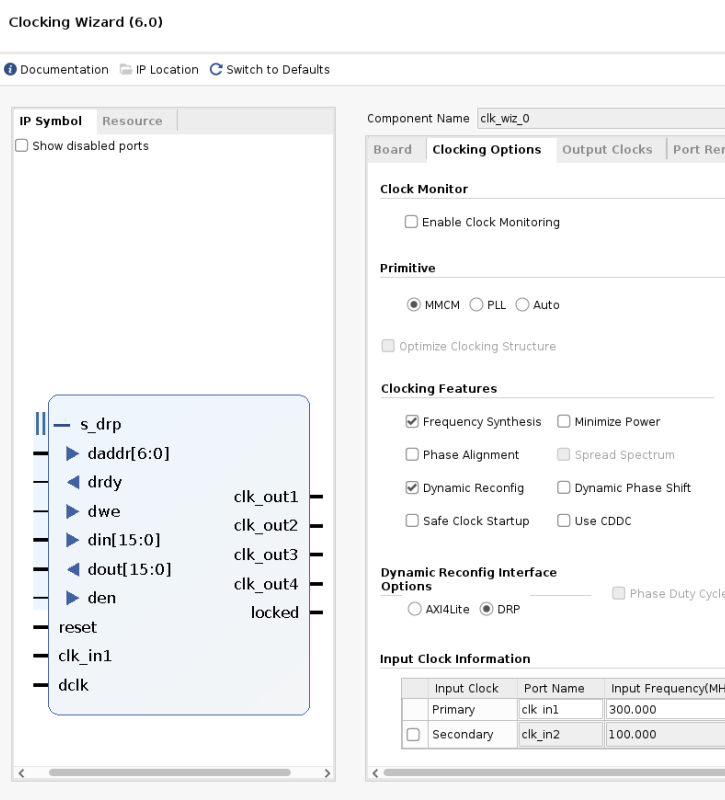 Clocking Wizard (6.0)
Documentation IP Location Switch to Defaults
IP Symbol Resource
Show disabled ports
s_drp
daddr[6:0]
drdy
dwe
din[15:0]
dout[15:0]
den
reset
clk_in1
dclk
clk_out1
clk_out2
clk_out3
clk_out4
locked
Component Name clk_wiz_0
Board Clocking Options Output Clocks Port Rer
Clock Monitor
Enable Clock Monitoring
Primitive
MMCM PLL Auto
Optimize Clocking Structure
Clocking Features
Frequency Synthesis Minimize Power
Phase Alignment Spread Spectrum
Dynamic Reconfig Dynamic Phase Shift
Safe Clock Startup Use CDDC
Dynamic Reconfig Interface
Options
Phase Duty Cycle
AXI4Lite DRP
Input Clock Information
Input Clock Port Name Input Frequency(MH
Primary clk_in1 300.000
Secondary clk_in2 100.000